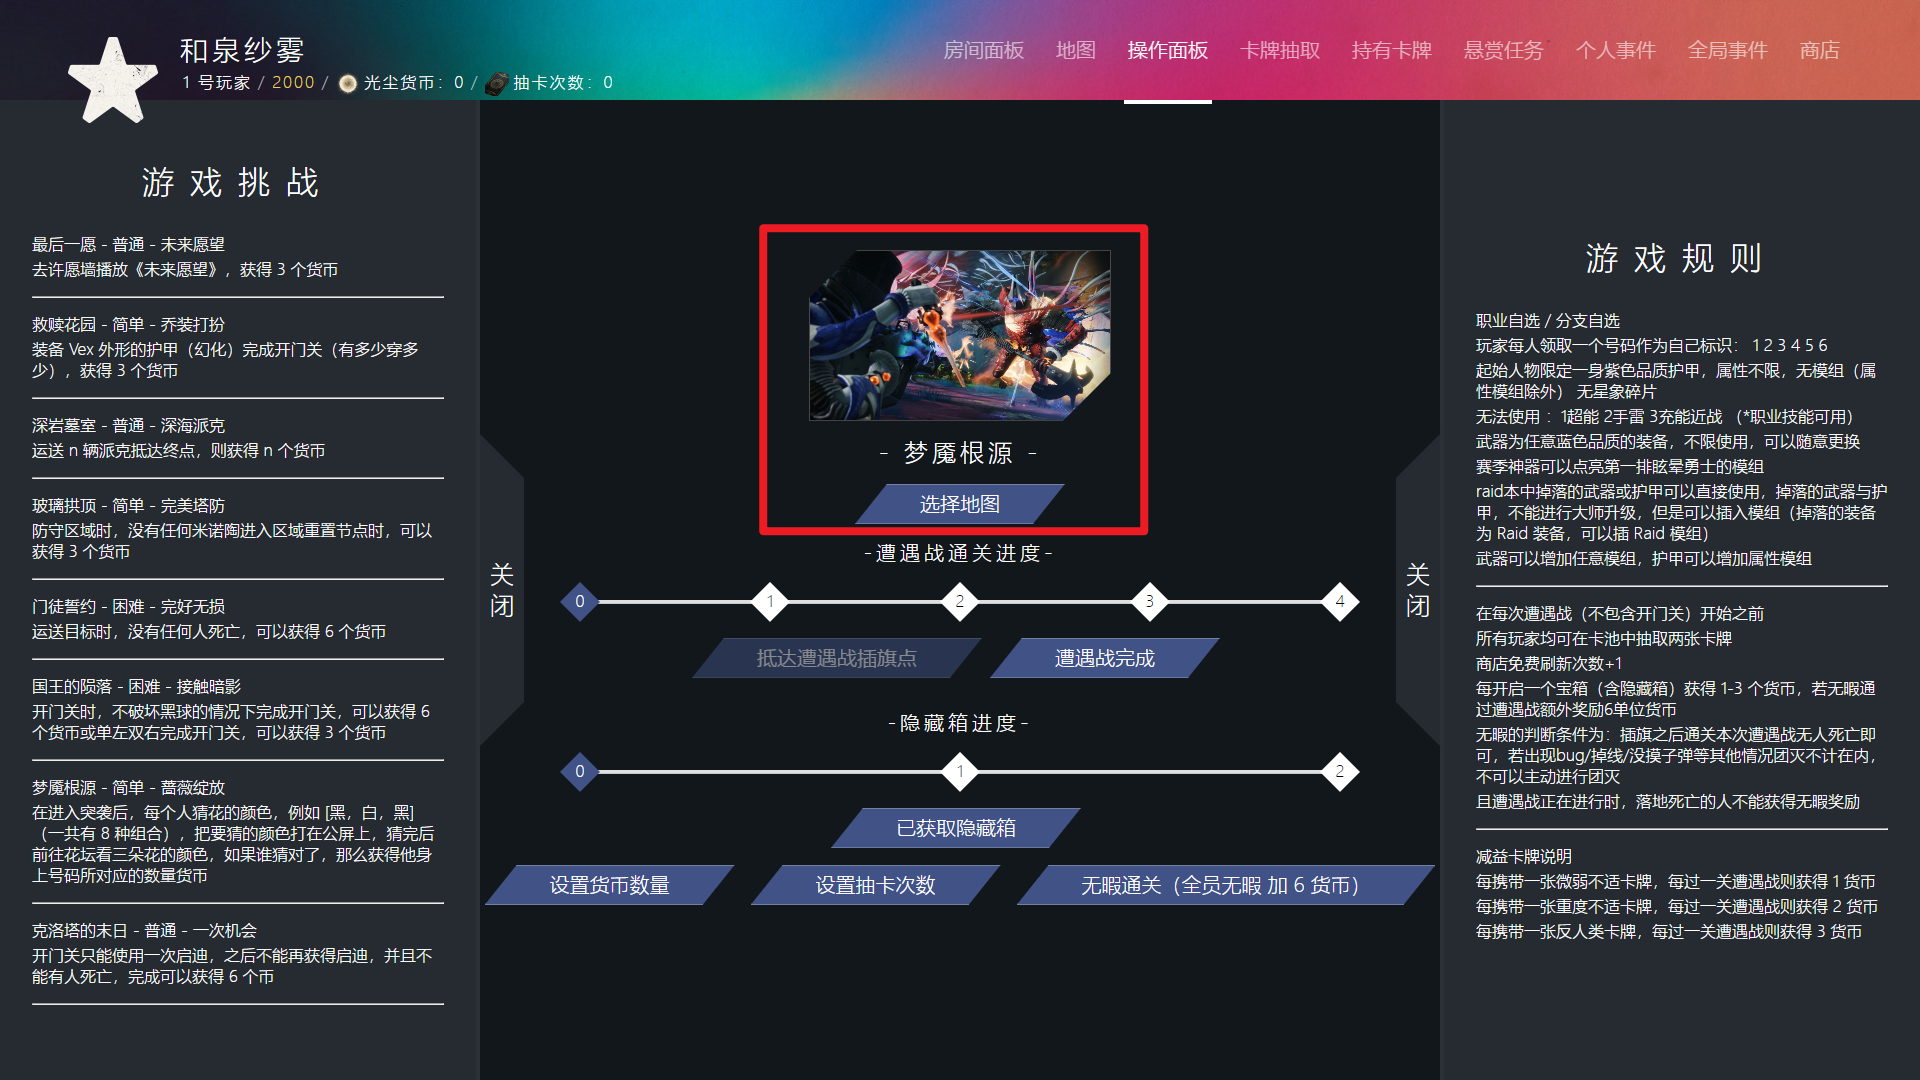 和泉纱雾
1 号玩家 / 2000 / 光尘货币：0 / 抽卡次数：0
房间面板 地图 操作面板 卡牌抽取 持有卡牌 悬赏任务 个人事件 全局事件 商店
游戏挑战
最后一愿 - 普通 - 未来愿望
去许愿墙播放《未来愿望》，获得 3 个货币
救赎花园 - 简单 - 乔装打扮
装备 Vex 外形的护甲（幻化）完成开门关（有多少穿多
少），获得 3 个货币
深岩墓室 - 普通 - 深海派克
运送 n 辆派克抵达终点，则获得 n 个货币
玻璃拱顶 - 简单 - 完美塔防
防守区域时，没有任何米诺陶进入区域重置节点时，可以
获得 3 个货币
门徒誓约 - 困难 - 完好无损
运送目标时，没有任何人死亡，可以获得 6 个货币
国王的陨落 - 困难 - 接触暗影
开门关时，不破坏黑球的情况下完成开门关，可以获得 6
个货币或单左双右完成开门关，可以获得 3 个货币
梦魇根源 - 简单 - 蔷薇绽放
在进入突袭后，每个人猜花的颜色，例如 [黑，白，黑]
（一共有 8 种组合），把要猜的颜色打在公屏上，猜完后
前往花坛看三朵花的颜色，如果谁猜对了，那么获得他身
上号码所对应的数量货币
克洛塔的末日 - 普通 - 一次机会
开门关只能使用一次启迪，之后不能再获得启迪，并且不
能有人死亡，完成可以获得 6 个币
关闭
- 梦魇根源 -
选择地图
-遭遇战通关进度-
0 1 2 3 4
抵达遭遇战插旗点 遭遇战完成
-隐藏箱进度-
0 1 2
已获取隐藏箱
设置货币数量 设置抽卡次数 无暇通关（全员无暇 加 6 货币）
关闭
游戏规则
职业自选 / 分支自选
玩家每人领取一个号码作为自己标识： 1 2 3 4 5 6
起始人物限定一身紫色品质护甲，属性不限，无模组（属
性模组除外） 无星象碎片
无法使用 ：1超能 2手雷 3充能近战 （*职业技能可用）
武器为任意蓝色品质的装备，不限使用，可以随意更换
赛季神器可以点亮第一排眩晕勇士的模组
raid本中掉落的武器或护甲可以直接使用，掉落的武器与护
甲，不能进行大师升级，但是可以插入模组（掉落的装备
为 Raid 装备，可以插 Raid 模组）
武器可以增加任意模组，护甲可以增加属性模组
在每次遭遇战（不包含开门关）开始之前
所有玩家均可在卡池中抽取两张卡牌
商店免费刷新次数+1
每开启一个宝箱（含隐藏箱）获得 1-3 个货币，若无暇通
过遭遇战额外奖励6单位货币
无暇的判断条件为：插旗之后通关本次遭遇战无人死亡即
可，若出现bug/掉线/没摸子弹等其他情况团灭不计在内，
不可以主动进行团灭
且遭遇战正在进行时，落地死亡的人不能获得无暇奖励
减益卡牌说明
每携带一张微弱不适卡牌，每过一关遭遇战则获得 1 货币
每携带一张重度不适卡牌，每过一关遭遇战则获得 2 货币
每携带一张反人类卡牌，每过一关遭遇战则获得 3 货币